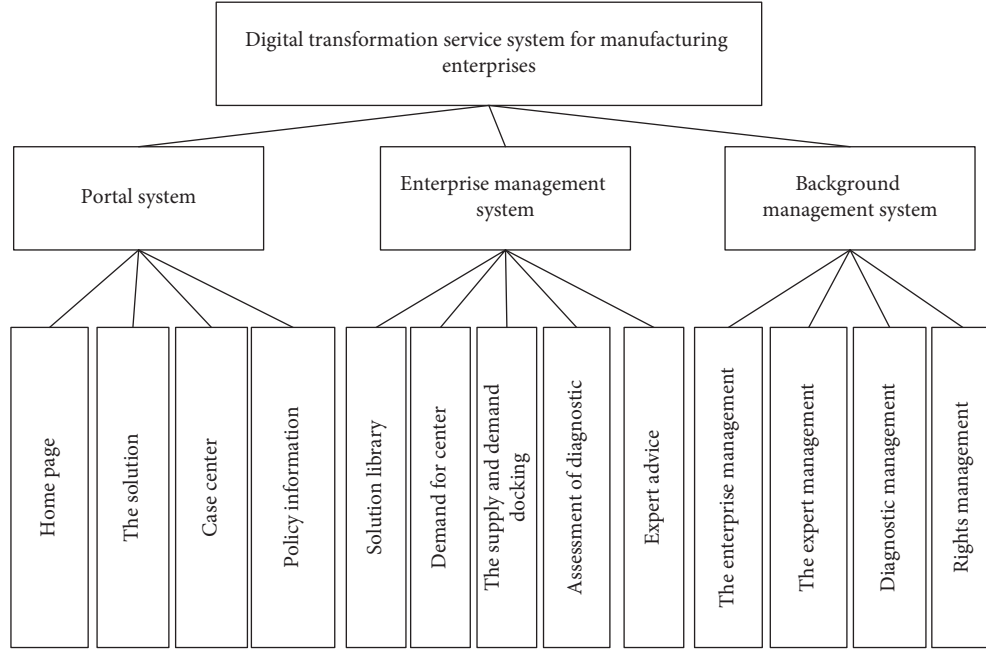 Digital transformation service system for manufacturing
enterprises
Portal system
Enterprise management
system
Background
management system
Home page
The solution
Case center
Policy information
Solution library
Demand for center
The supply and demand
docking
Assessment of diagnostic
Expert advice
The enterprise management
The expert management
Diagnostic management
Rights management